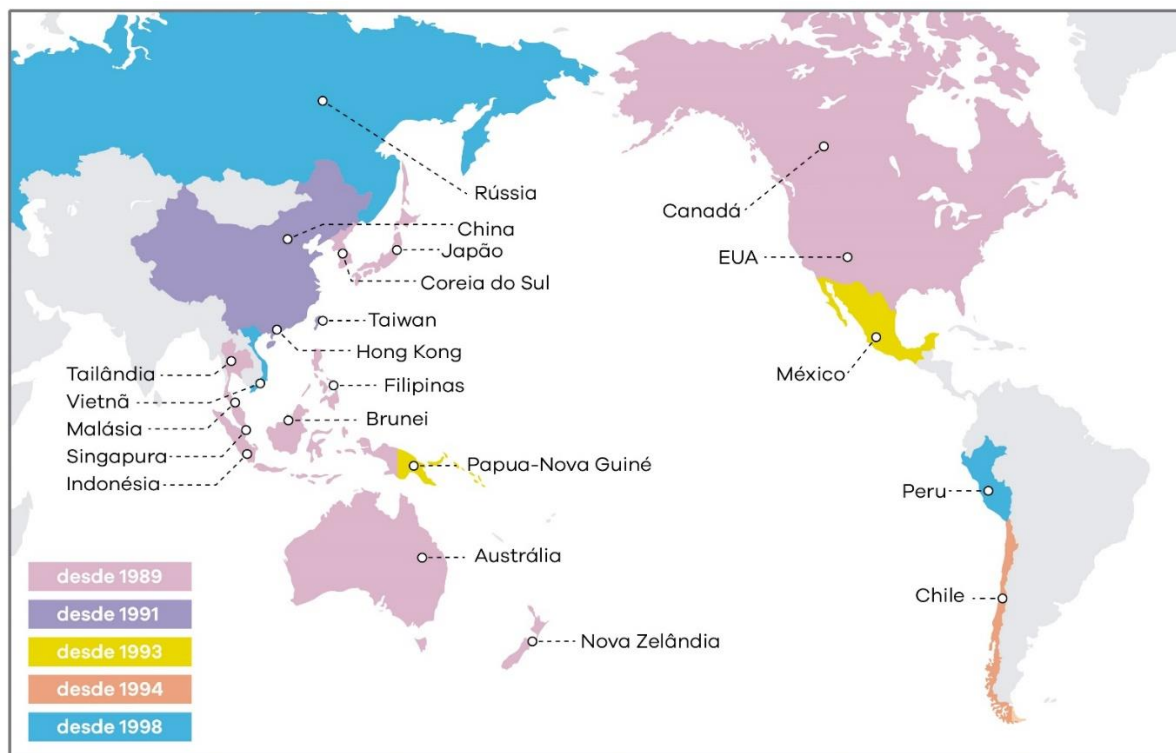 Rússia
Canadá
China
Japão
EUA
Coreia do Sul
Taiwan
Hong Kong
Tailândia
Filipinas
México
Vietnã
Malásia
Brunei
Singapura
Papua-Nova Guiné
Indonésia
Peru
Austrália
desde 1989
Chile
desde 1991
Nova Zelândia
desde 1993
desde 1994
desde 1998